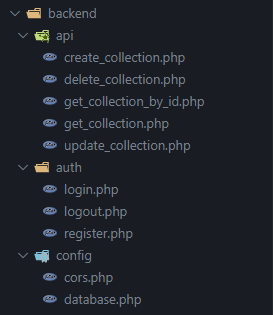 backend
api
create_collection.php
delete_collection.php
get_collection_by_id.php
get_collection.php
update_collection.php
auth
login.php
logout.php
register.php
config
cors.php
database.php